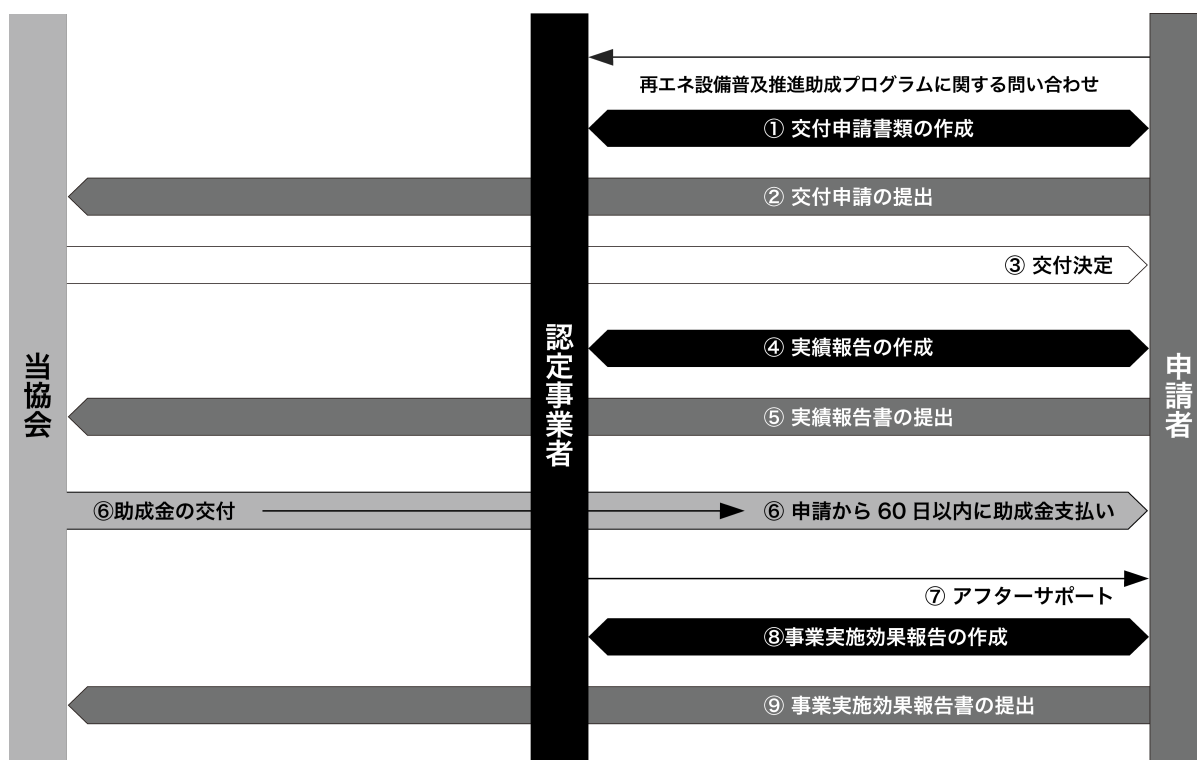 再エネ設備普及推進助成プログラムに関する問い合わせ
① 交付申請書類の作成
② 交付申請の提出
③ 交付決定
④ 実績報告の作成
⑤ 実績報告書の提出
⑥助成金の交付
⑥ 申請から 60 日以内に助成金支払い
⑦ アフターサポート
⑧事業実施効果報告の作成
⑨ 事業実施効果報告書の提出
当協会
認定事業者
申請者